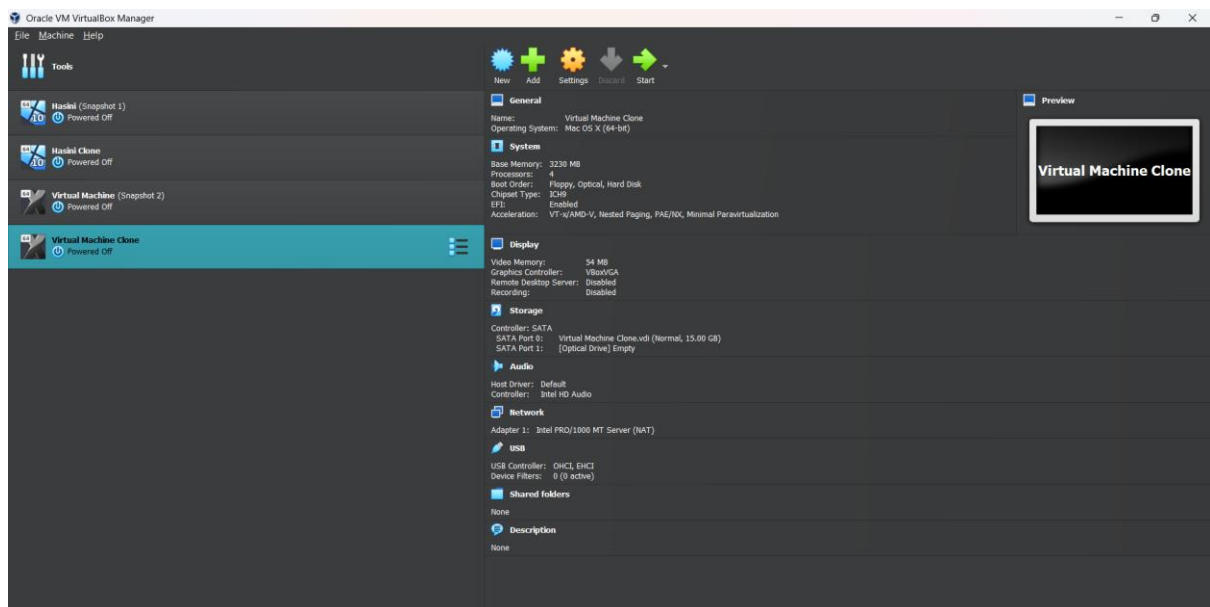 Oracle VM VirtualBox Manager
File Machine Help
Tools
New Add Settings Discard Start
64
10
Hasini (Snapshot 1)
Powered Off
64
10
Hasini Clone
Powered Off
64
Virtual Machine (Snapshot 2)
Powered Off
64
Virtual Machine Clone
Powered Off
General
Name: Virtual Machine Clone
Operating System: Mac OS X (64-bit)
System
Base Memory: 3230 MB
Processors: 4
Boot Order: Floppy, Optical, Hard Disk
Chipset Type: ICH9
EFI: Enabled
Acceleration: VT-x/AMD-V, Nested Paging, PAE/NX, Minimal Paravirtualization
Preview
Virtual Machine Clone
Display
Video Memory: 54 MB
Graphics Controller: VBoxVGA
Remote Desktop Server: Disabled
Recording: Disabled
Storage
Controller: SATA
SATA Port 0: Virtual Machine Clone.vdi (Normal, 15.00 GB)
SATA Port 1: [Optical Drive] Empty
Audio
Host Driver: Default
Controller: Intel HD Audio
Network
Adapter 1: Intel PRO/1000 MT Server (NAT)
USB
USB Controller: OHCI, EHCI
Device Filters: 0 (0 active)
Shared folders
None
Description
None